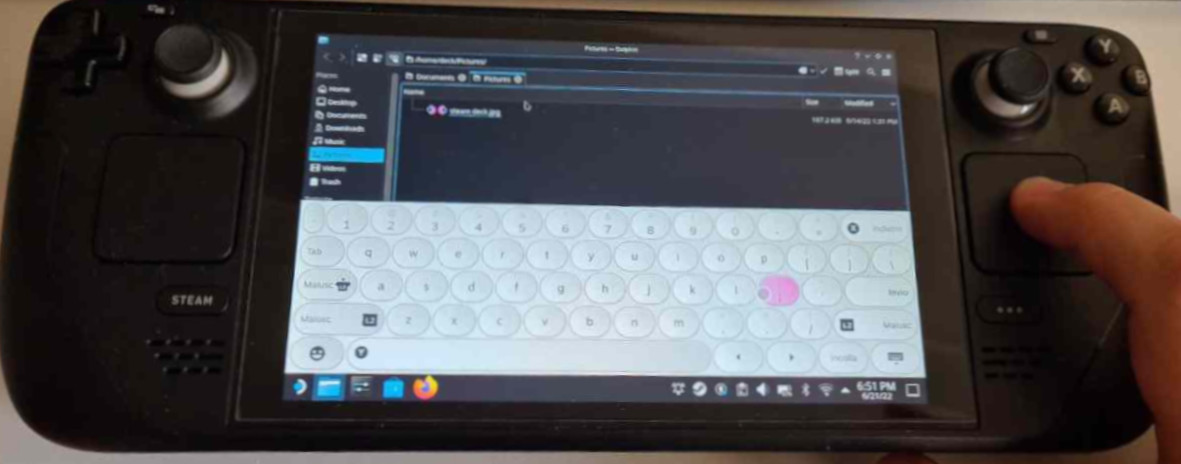 Pictures — Dolphin
/home/deck/Pictures/
Split
Places
Documents
Pictures
Home
Desktop
Documents
Downloads
Music
Videos
Trash
Name
Size
Modified
steam deck.jpg
1 2 3 4 5 6 7 8 9 0
Tab q w e r t y u i o p [ ] \
Maiusc a s d f g h j k l
Invio
Maiusc L2 z x c v b n m , . / L2 Maiusc
Y
Incolla
6:51 PM
6/21/22
STEAM
Y
X
B
A